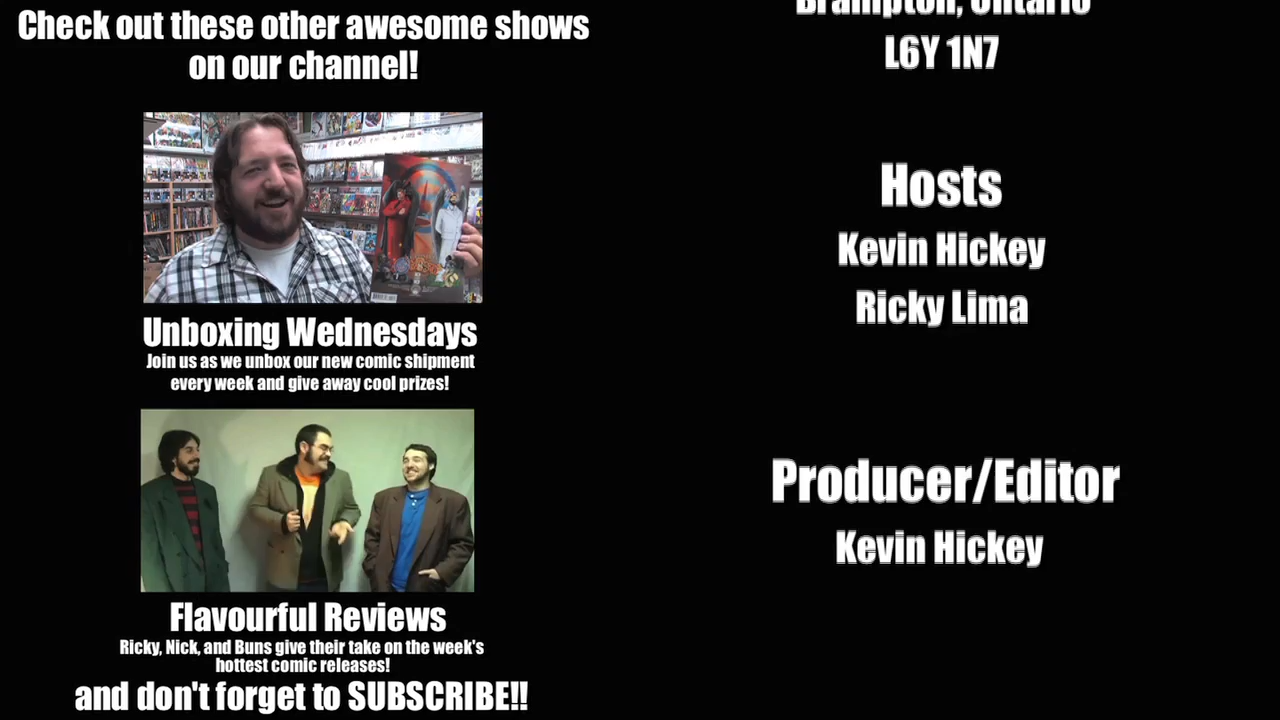 Check out these other awesome shows
on our channel!
Unboxing Wednesdays
Join us as we unbox our new comic shipment
every week and give away cool prizes!
Flavourful Reviews
Ricky, Nick, and Buns give their take on the week's
hottest comic releases!
and don't forget to SUBSCRIBE!!
Brampton, Ontario
L6Y 1N7
Hosts
Kevin Hickey
Ricky Lima
Producer/Editor
Kevin Hickey